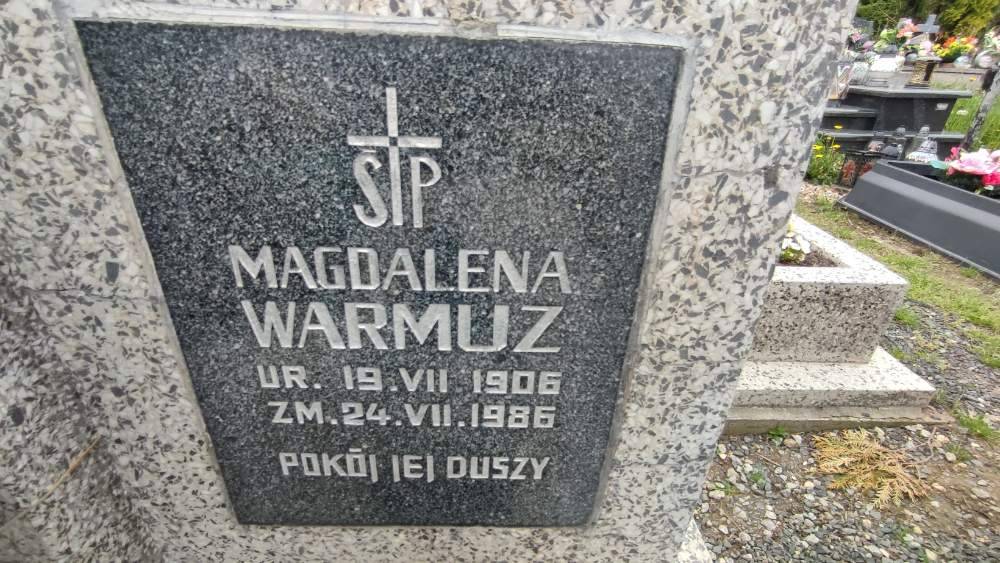 ŚP
MAGDALENA
WARMUZ
UR. 19.VII.1906
ZM.24.VII.1986
POKÓJ JEJ DUSZY